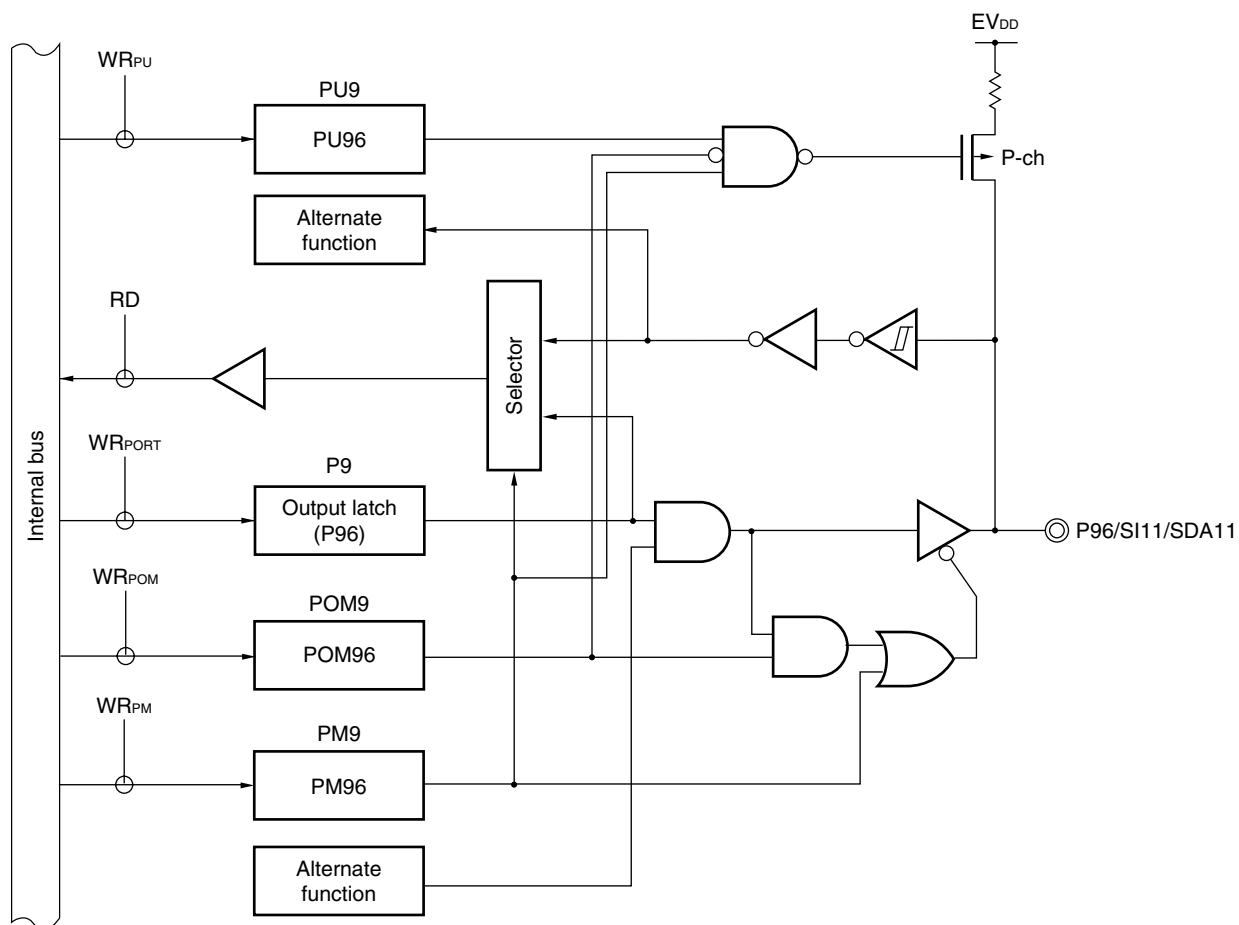 EVDD
WRPU
PU9
PU96
P-ch
Alternate
function
RD
Selector
WRPORT
P9
Internal bus
Output latch
(P96)
P96/SI11/SDA11
WRPOM
POM9
POM96
WRPM
PM9
PM96
Alternate
function